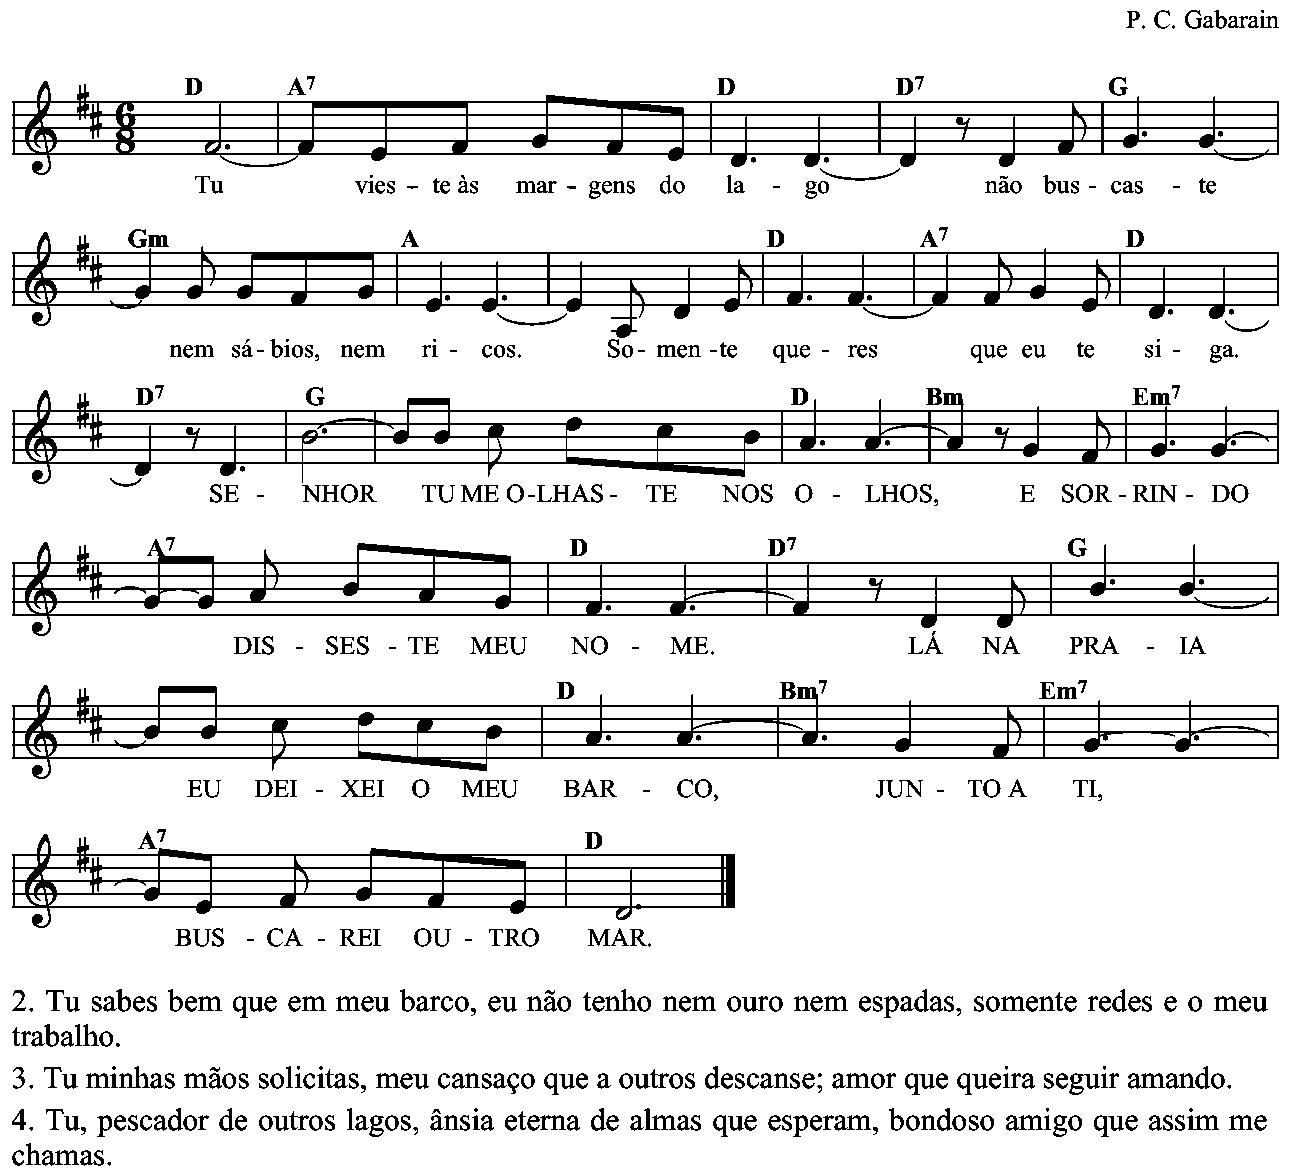 P. C. Gabarain
D A7 D D7 G
6
8
Tu vies - te às mar - gens do la - go não bus - cas - te
Gm A D A7 D
nem sá - bios, nem ri - cos. So - men - te que - res que eu te si - ga.
D7 G D Bm Em7
SE - NHOR TU ME O - LHAS - TE NOS O - LHOS, E SOR - RIN - DO
A7 D D7 G
DIS - SES - TE MEU NO - ME. LÁ NA PRA - IA
D Bm7 Em7
EU DEI - XEI O MEU BAR - CO, JUN - TO A TI,
A7 D
BUS - CA - REI OU - TRO MAR.
2. Tu sabes bem que em meu barco, eu não tenho nem ouro nem espadas, somente redes e o meu
trabalho.
3. Tu minhas mãos solicitas, meu cansaço que a outros descanse; amor que queira seguir amando.
4. Tu, pescador de outros lagos, ânsia eterna de almas que esperam, bondoso amigo que assim me
chamas.